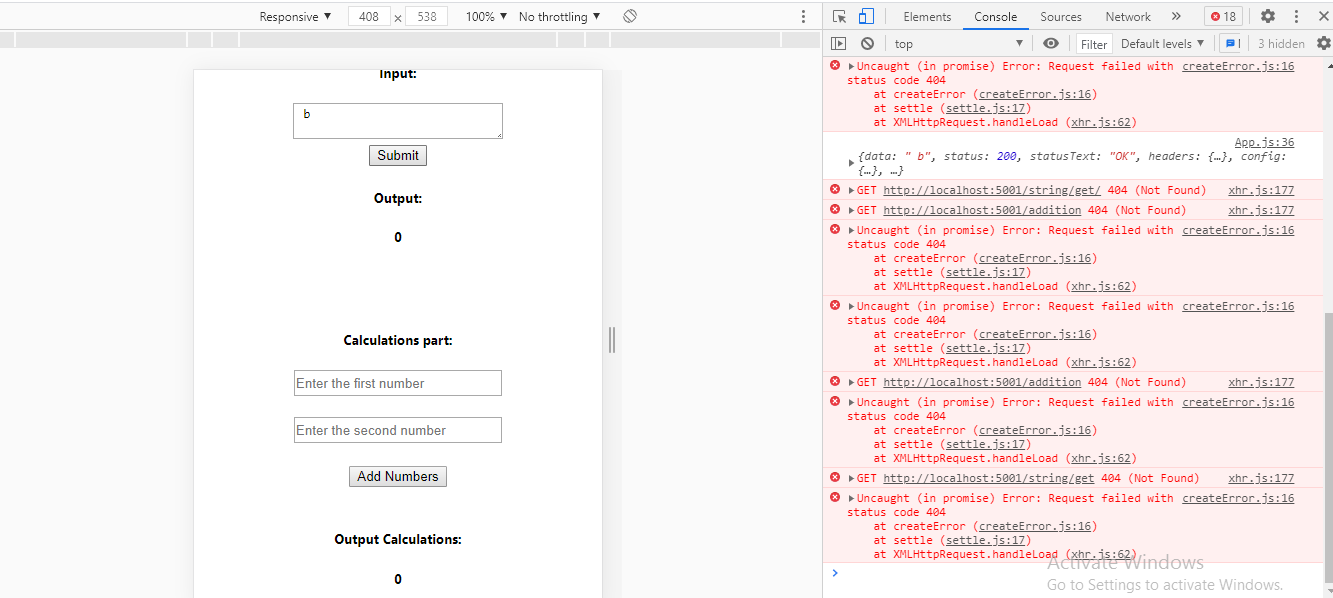 Responsive ▼ 408 × 538 100% ▼ No throttling ▼
Input:
b
Submit
Output:
0
Calculations part:
Enter the first number
Enter the second number
Add Numbers
Output Calculations:
0
Elements Console Sources Network » 18
top ▼ Filter Default levels ▼ 3 hidden
Uncaught (in promise) Error: Request failed with createError.js:16
status code 404
at createError (createError.js:16)
at settle (settle.js:17)
at XMLHttpRequest.handleLoad (xhr.js:62)
App.js:36
{data: " b", status: 200, statusText: "OK", headers: {…}, config:
{…}, …}
GET http://localhost:5001/string/get/ 404 (Not Found) xhr.js:177
GET http://localhost:5001/addition 404 (Not Found) xhr.js:177
Uncaught (in promise) Error: Request failed with createError.js:16
status code 404
at createError (createError.js:16)
at settle (settle.js:17)
at XMLHttpRequest.handleLoad (xhr.js:62)
Uncaught (in promise) Error: Request failed with createError.js:16
status code 404
at createError (createError.js:16)
at settle (settle.js:17)
at XMLHttpRequest.handleLoad (xhr.js:62)
GET http://localhost:5001/addition 404 (Not Found) xhr.js:177
Uncaught (in promise) Error: Request failed with createError.js:16
status code 404
at createError (createError.js:16)
at settle (settle.js:17)
at XMLHttpRequest.handleLoad (xhr.js:62)
GET http://localhost:5001/string/get 404 (Not Found) xhr.js:177
Uncaught (in promise) Error: Request failed with createError.js:16
status code 404
at createError (createError.js:16)
at settle (settle.js:17)
at XMLHttpRequest.handleLoad (xhr.js:62)
Activate Windows
Go to Settings to activate Windows.